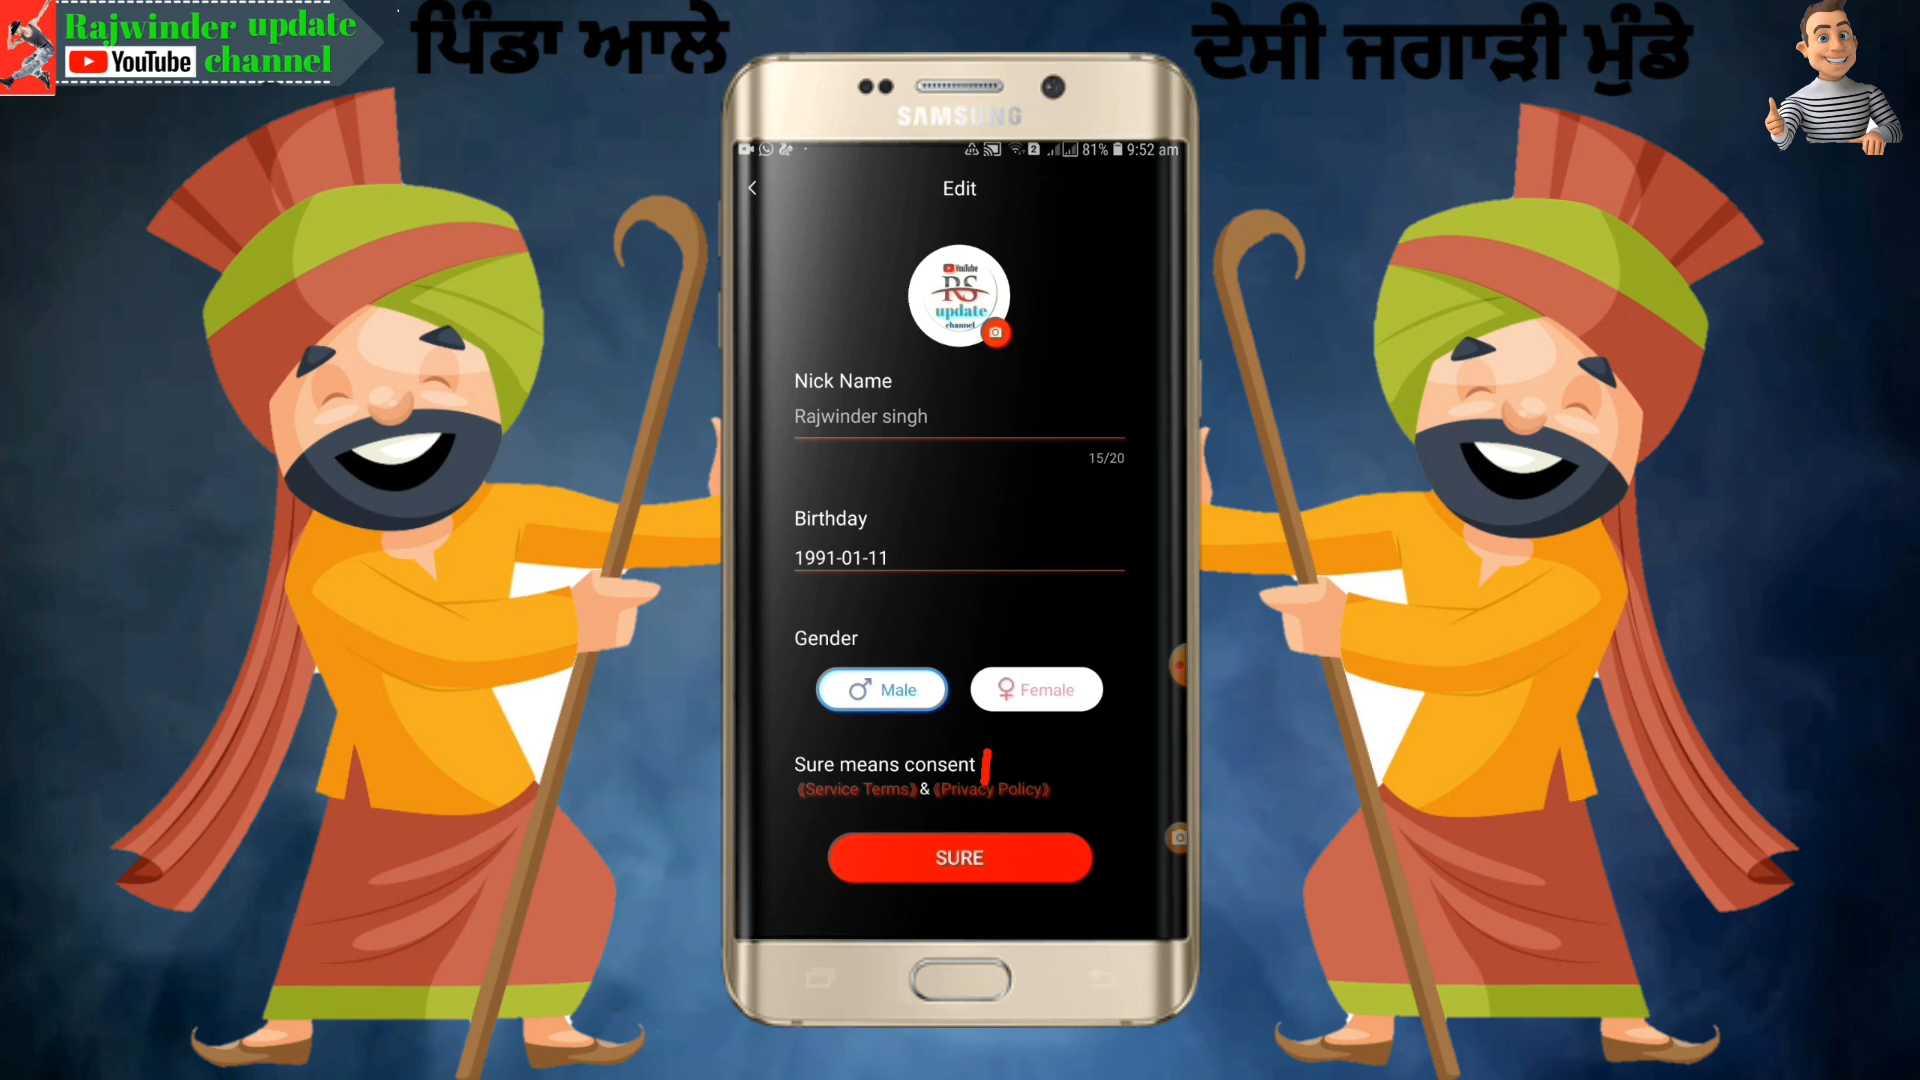 Rajwinder update
YouTube channel
ਪਿੰਡਾ ਆਲੇ
ਦੇਸੀ ਜਗਾੜੀ ਮੁੰਡੇ
SAMSUNG
2 81% 9:52 am
Edit
YouTube
RS
update
channel
Nick Name
Rajwinder singh
15/20
Birthday
1991-01-11
Gender
Male Female
Sure means consent
《Service Terms》 & 《Privacy Policy》
SURE